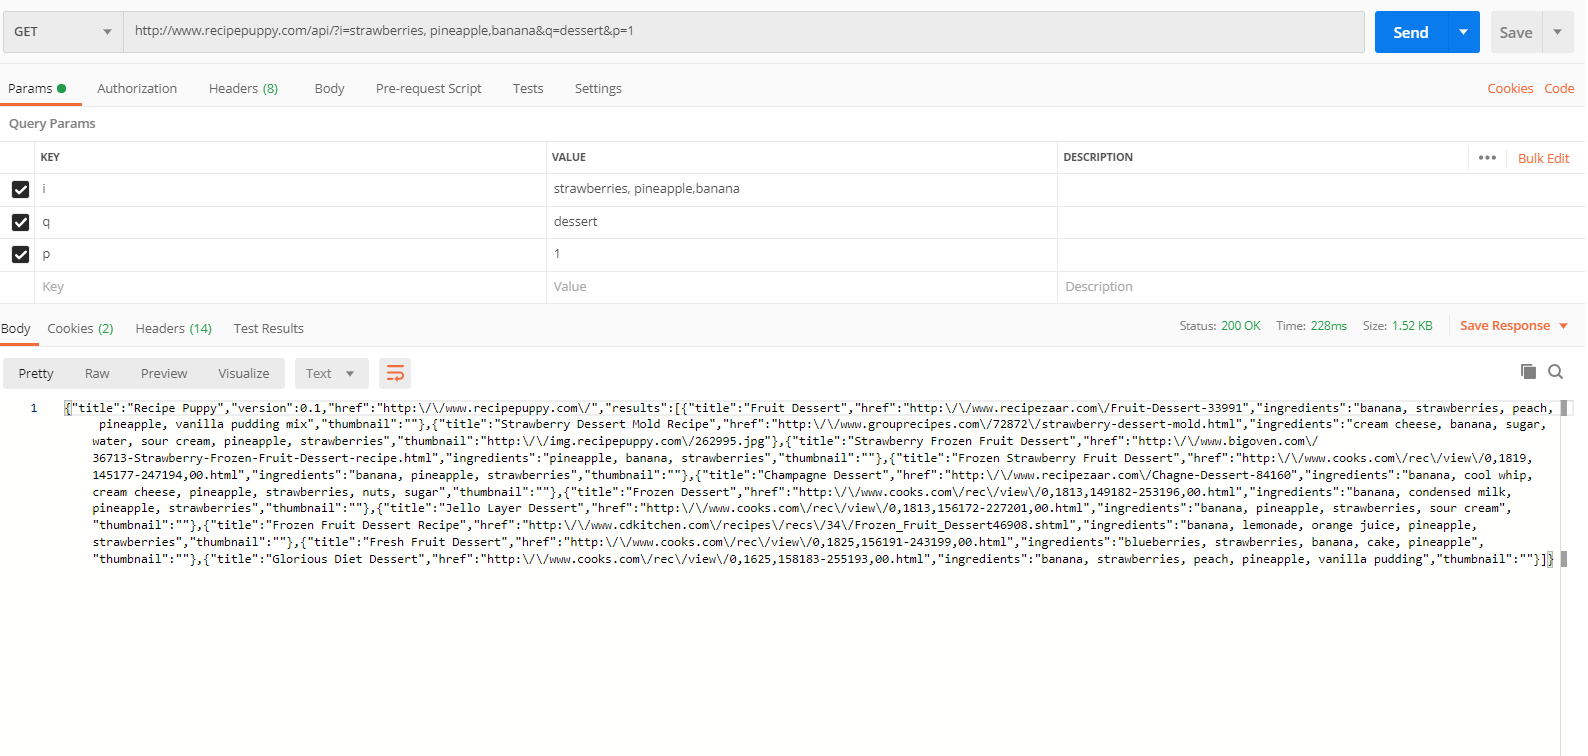 GET http://www.recipepuppy.com/api/?i=strawberries, pineapple,banana&q=dessert&p=1 Send Save
Params Authorization Headers (8) Body Pre-request Script Tests Settings Cookies Code
Query Params
KEY VALUE DESCRIPTION ••• Bulk Edit
i strawberries, pineapple,banana
q dessert
p 1
Key Value Description
Body Cookies (2) Headers (14) Test Results Status: 200 OK Time: 228ms Size: 1.52 KB Save Response
Pretty Raw Preview Visualize Text
1 {"title":"Recipe Puppy","version":0.1,"href":"http:\/\/www.recipepuppy.com\/","results":[{"title":"Fruit Dessert","href":"http:\/\/www.recipezaar.com\/Fruit-Dessert-33991","ingredients":"banana, strawberries, peach,
pineapple, vanilla pudding mix","thumbnail":""},{"title":"Strawberry Dessert Mold Recipe","href":"http:\/\/www.grouprecipes.com\/72872\/strawberry-dessert-mold.html","ingredients":"cream cheese, banana, sugar,
water, sour cream, pineapple, strawberries","thumbnail":"http:\/\/img.recipepuppy.com\/262995.jpg"},{"title":"Strawberry Frozen Fruit Dessert","href":"http:\/\/www.bigoven.com\/
36713-Strawberry-Frozen-Fruit-Dessert-recipe.html","ingredients":"pineapple, banana, strawberries","thumbnail":""},{"title":"Frozen Strawberry Fruit Dessert","href":"http:\/\/www.cooks.com\/rec\/view\/0,1819,
145177-247194,00.html","ingredients":"banana, pineapple, strawberries","thumbnail":""},{"title":"Champagne Dessert","href":"http:\/\/www.recipezaar.com\/Chagne-Dessert-84160","ingredients":"banana, cool whip,
cream cheese, pineapple, strawberries, nuts, sugar","thumbnail":""},{"title":"Frozen Dessert","href":"http:\/\/www.cooks.com\/rec\/view\/0,1813,149182-253196,00.html","ingredients":"banana, condensed milk,
pineapple, strawberries","thumbnail":""},{"title":"Jello Layer Dessert","href":"http:\/\/www.cooks.com\/rec\/view\/0,1813,156172-227201,00.html","ingredients":"banana, pineapple, strawberries, sour cream",
"thumbnail":""},{"title":"Frozen Fruit Dessert Recipe","href":"http:\/\/www.cdkitchen.com\/recipes\/recs\/34\/Frozen_Fruit_Dessert46908.shtml","ingredients":"banana, lemonade, orange juice, pineapple,
strawberries","thumbnail":""},{"title":"Fresh Fruit Dessert","href":"http:\/\/www.cooks.com\/rec\/view\/0,1825,156191-243199,00.html","ingredients":"blueberries, strawberries, banana, cake, pineapple",
"thumbnail":""},{"title":"Glorious Diet Dessert","href":"http:\/\/www.cooks.com\/rec\/view\/0,1625,158183-255193,00.html","ingredients":"banana, strawberries, peach, pineapple, vanilla pudding","thumbnail":""}]}